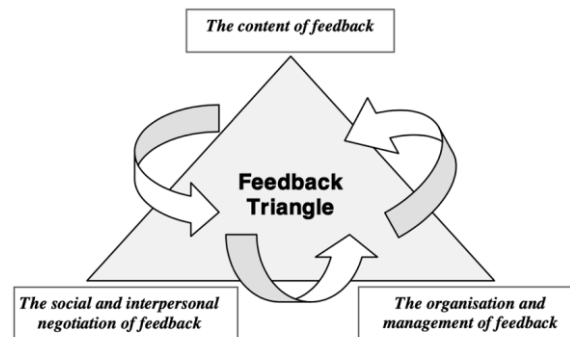 The content of feedback
Feedback
Triangle
The social and interpersonal
negotiation of feedback
The organisation and
management of feedback